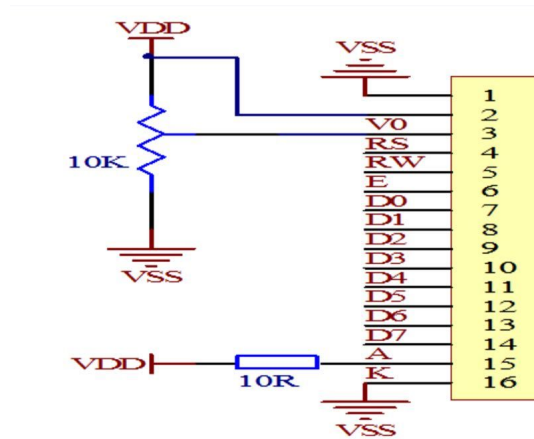 VDD
VSS
1
2
V0 3
RS 4
10K
RW 5
E 6
D0 7
D1 8
D2 9
VSS
D3 10
D4 11
D5 12
D6 13
D7 14
VDD
A 15
10R
K 16
VSS